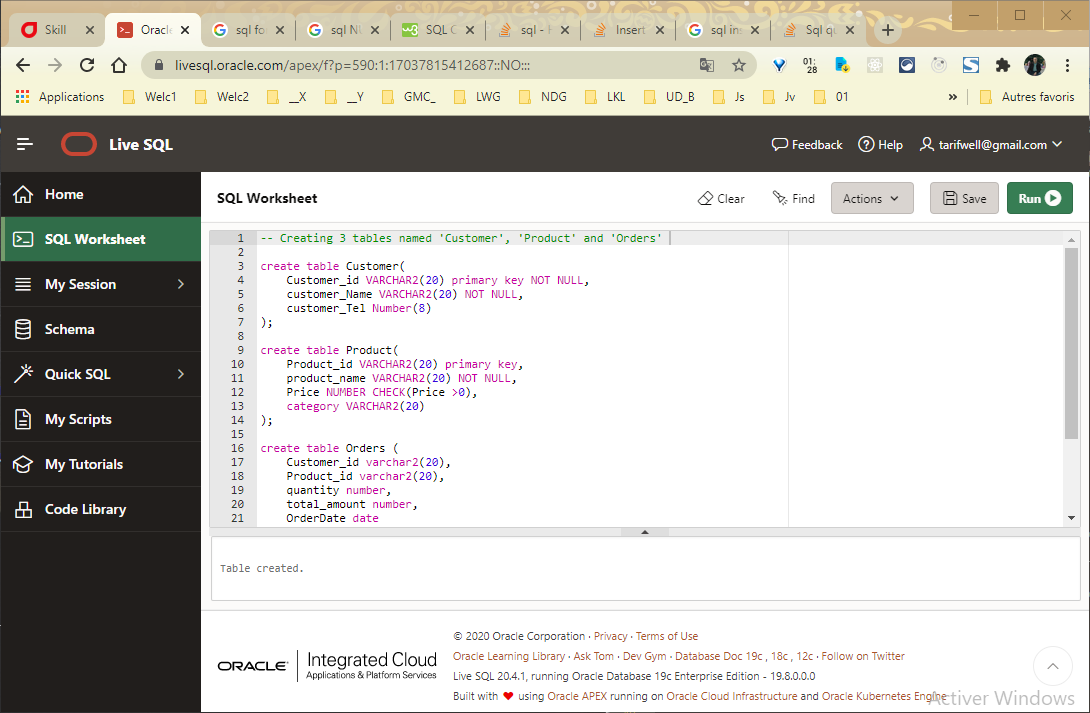 Skill
Oracle
sql fo
sql NU
SQL C
sql - H
Insert
sql ins
Sql qu
livesql.oracle.com/apex/f?p=590:1:17037815412687::NO:::
01:
28
Applications
Welc1
Welc2
__X
__Y
GMC_
LWG
NDG
LKL
UD_B
Js
Jv
01
»
Autres favoris
Live SQL
Feedback
Help
tarifwell@gmail.com
Home
SQL Worksheet
My Session
Schema
Quick SQL
My Scripts
My Tutorials
Code Library
SQL Worksheet
Clear
Find
Actions
Save
Run
1 -- Creating 3 tables named 'Customer', 'Product' and 'Orders'
2
3 create table Customer(
4 Customer_id VARCHAR2(20) primary key NOT NULL,
5 customer_Name VARCHAR2(20) NOT NULL,
6 customer_Tel Number(8)
7 );
8
9 create table Product(
10 Product_id VARCHAR2(20) primary key,
11 product_name VARCHAR2(20) NOT NULL,
12 Price NUMBER CHECK(Price >0),
13 category VARCHAR2(20)
14 );
15
16 create table Orders (
17 Customer_id varchar2(20),
18 Product_id varchar2(20),
19 quantity number,
20 total_amount number,
21 OrderDate date
Table created.
ORACLE
Integrated Cloud
Applications & Platform Services
© 2020 Oracle Corporation · Privacy · Terms of Use
Oracle Learning Library · Ask Tom · Dev Gym · Database Doc 19c , 18c , 12c · Follow on Twitter
Live SQL 20.4.1, running Oracle Database 19c Enterprise Edition - 19.8.0.0.0
Built with ❤ using Oracle APEX running on Oracle Cloud Infrastructure and Oracle Kubernetes Engine
Activer Windows